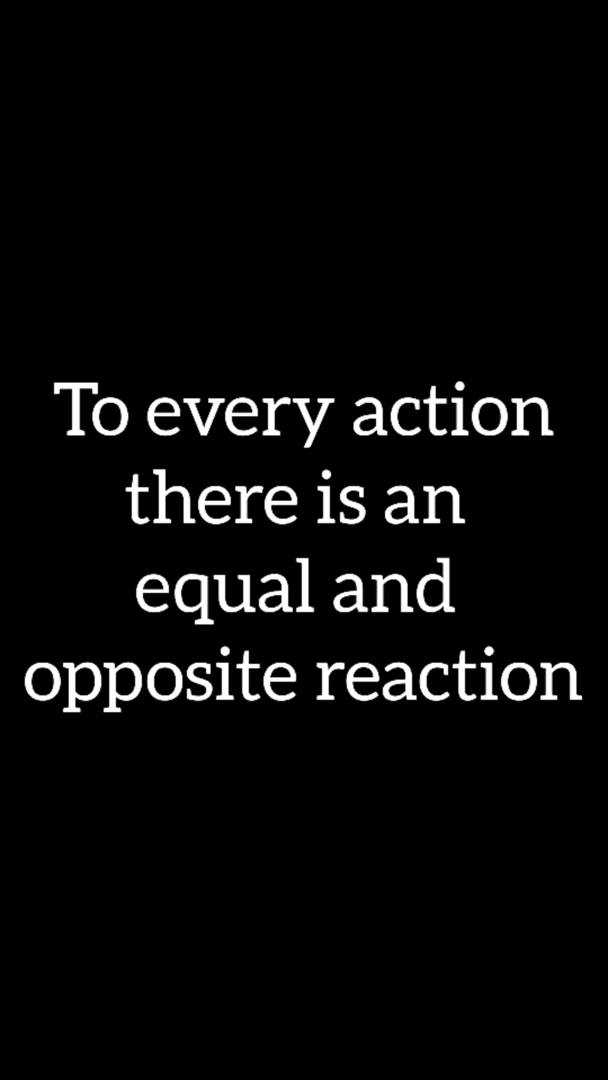 To every action
there is an
equal and
opposite reaction